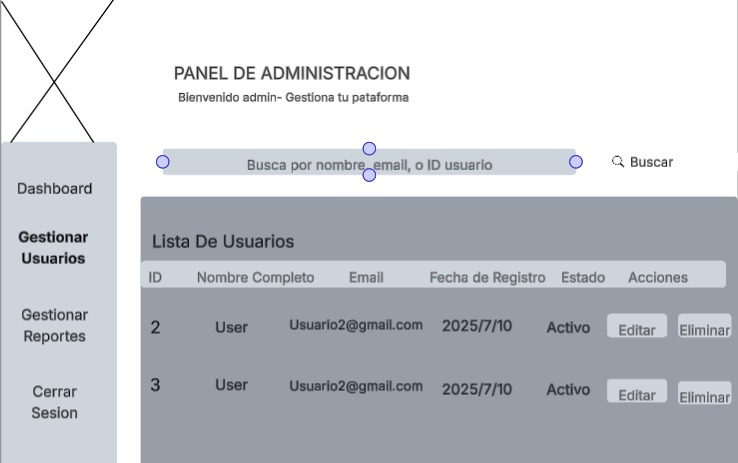 PANEL DE ADMINISTRACION
Bienvenido admin- Gestiona tu pataforma
Busca por nombre, email, o ID usuario
Buscar
Dashboard
Gestionar
Usuarios
Gestionar
Reportes
Cerrar
Sesion
Lista De Usuarios
ID Nombre Completo Email Fecha de Registro Estado Acciones
2 User Usuario2@gmail.com 2025/7/10 Activo Editar Eliminar
3 User Usuario2@gmail.com 2025/7/10 Activo Editar Eliminar